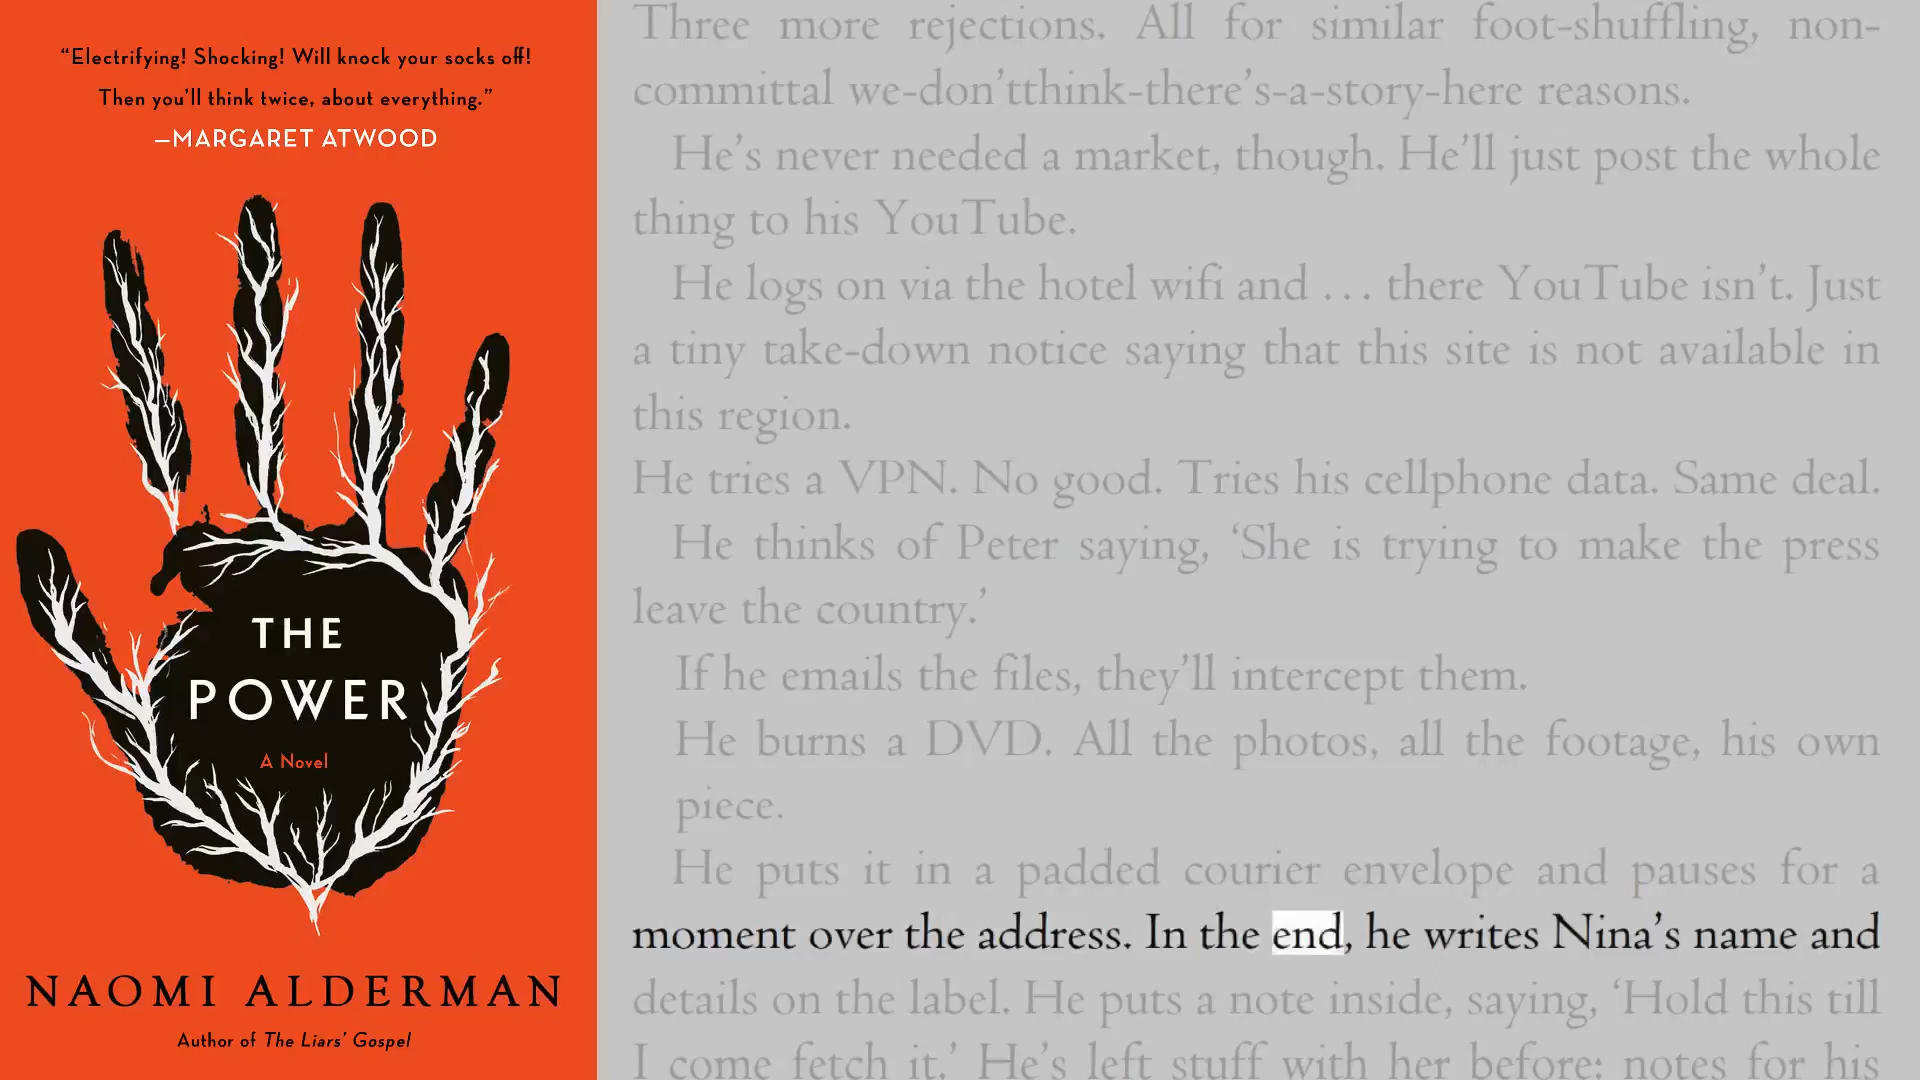 “Electrifying! Shocking! Will knock your socks off!
Then you’ll think twice, about everything.”
—MARGARET ATWOOD
THE
POWER
A Novel
NAOMI ALDERMAN
Author of The Liars’ Gospel
Three more rejections. All for similar foot-shuffling, non-
committal we-don’tthink-there’s-a-story-here reasons.
He’s never needed a market, though. He’ll just post the whole
thing to his YouTube.
He logs on via the hotel wifi and … there YouTube isn’t. Just
a tiny take-down notice saying that this site is not available in
this region.
He tries a VPN. No good. Tries his cellphone data. Same deal.
He thinks of Peter saying, ‘She is trying to make the press
leave the country.’
If he emails the files, they’ll intercept them.
He burns a DVD. All the photos, all the footage, his own
piece.
He puts it in a padded courier envelope and pauses for a
moment over the address. In the end, he writes Nina’s name and
details on the label. He puts a note inside, saying, ‘Hold this till
I come fetch it.’ He’s left stuff with her before: notes for his